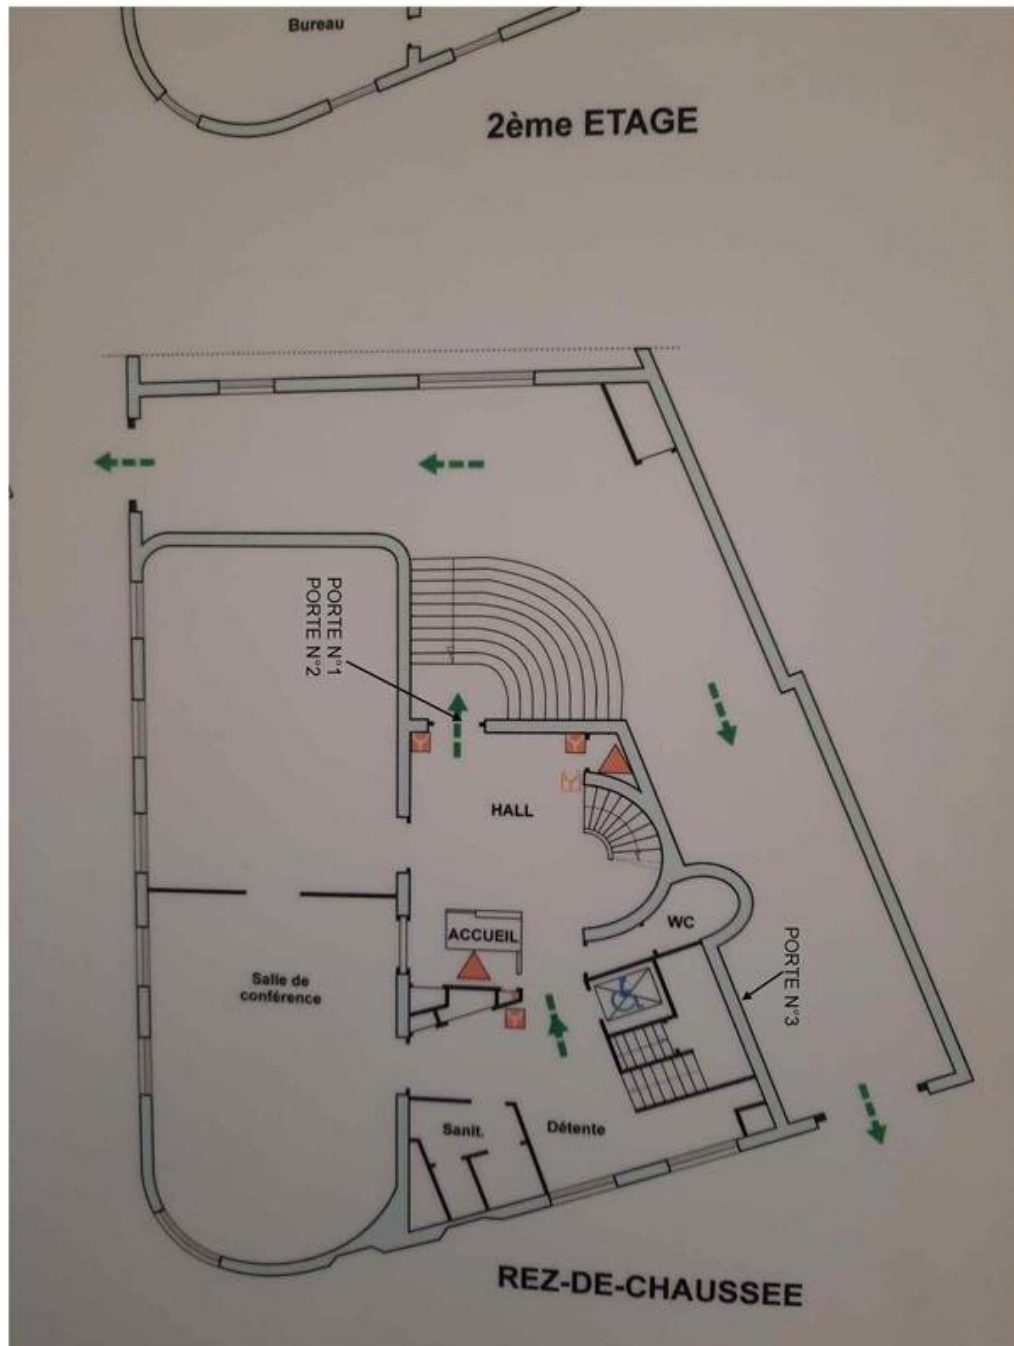 Bureau
2ème ETAGE
PORTE N°1
PORTE N°2
HALL
WC
ACCUEIL
PORTE N°3
Salle de
conférence
Sanit.
Détente
REZ-DE-CHAUSSEE